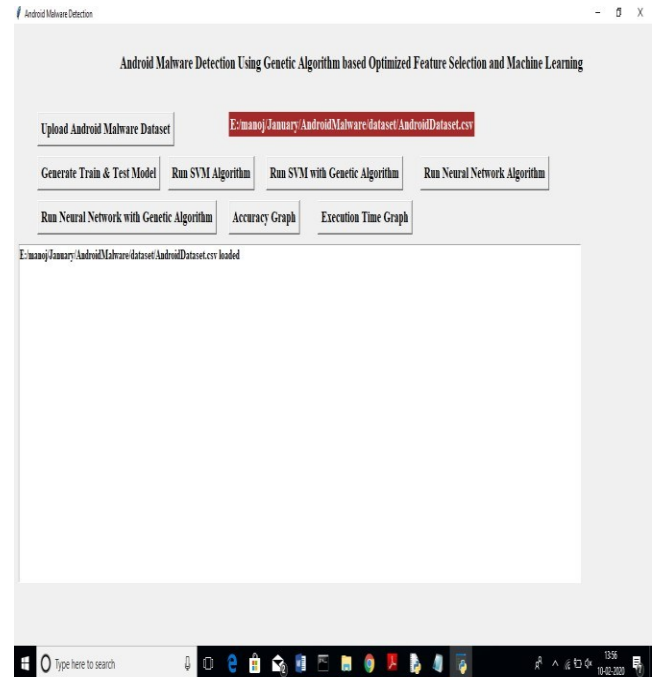 Android Malware Detection
Android Malware Detection Using Genetic Algorithm based Optimized Feature Selection and Machine Learning
Upload Android Malware Dataset E:/manoj/January/AndroidMalware/dataset/AndroidDataset.csv
Generate Train & Test Model Run SVM Algorithm Run SVM with Genetic Algorithm Run Neural Network Algorithm
Run Neural Network with Genetic Algorithm Accuracy Graph Execution Time Graph
E:/manoj/January/AndroidMalware/dataset/AndroidDataset.csv loaded
Type here to search
13:56
10-02-2020